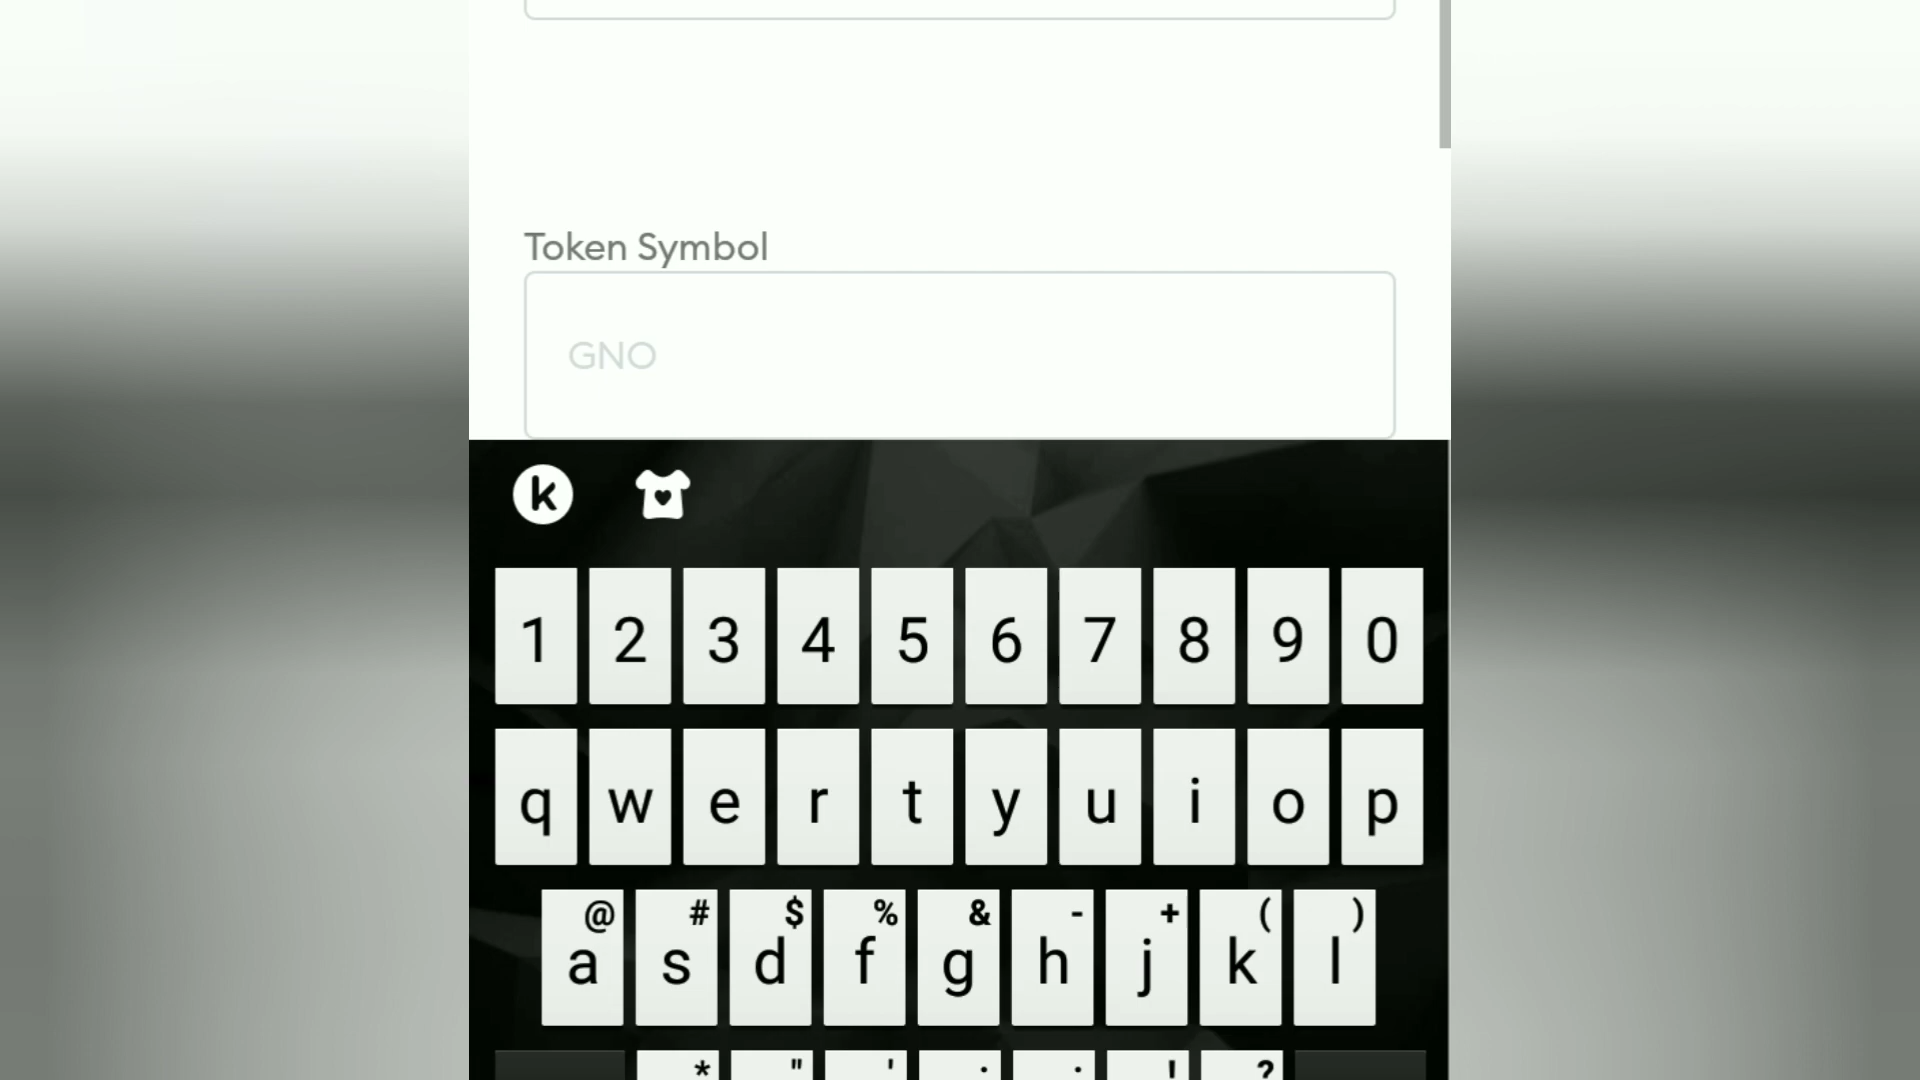 Token Symbol
GNO
k
1 2 3 4 5 6 7 8 9 0
q w e r t y u i o p
@ # $ % & - + ( )
a s d f g h j k l
* " ' : ; ! ?